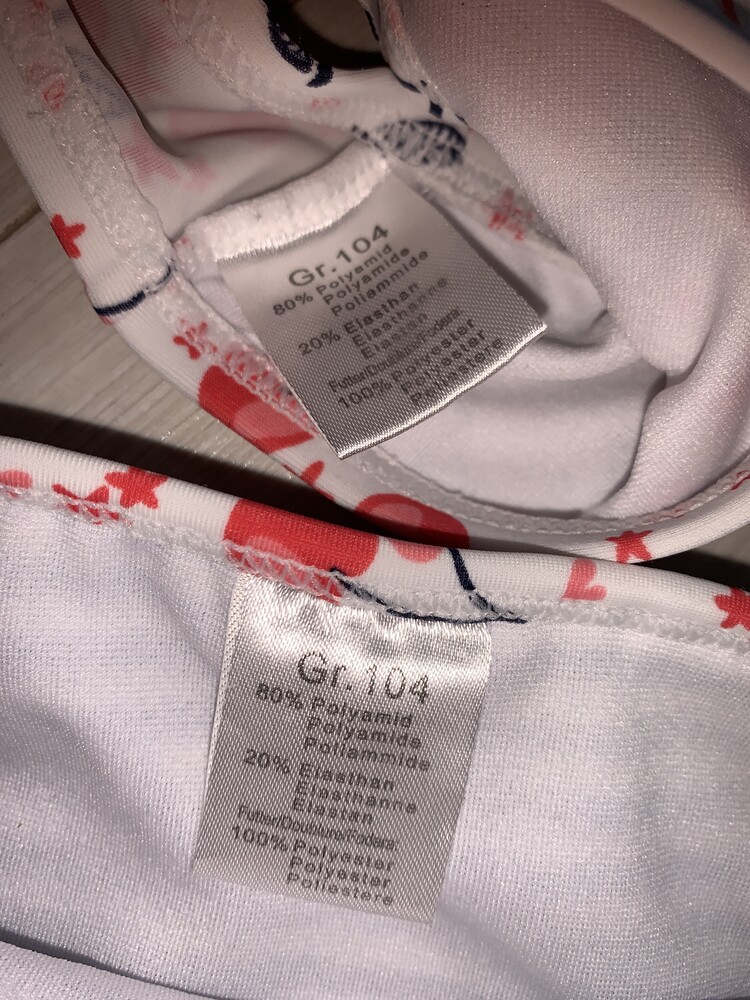 Gr.104
80% Polyamid
Polyamide
Poliammide
20% Elasthan
Elasthanne
Elastan
Futter/Doublure/Fodera:
100% Polyester
Polyester
Poliestere
Gr. 104
80% Polyamid
Polyamide
Poliammide
20% Elasthan
Elasthanne
Elastan
Futter/Doublure/Fodera:
100% Polyester
Polyester
Poliestere